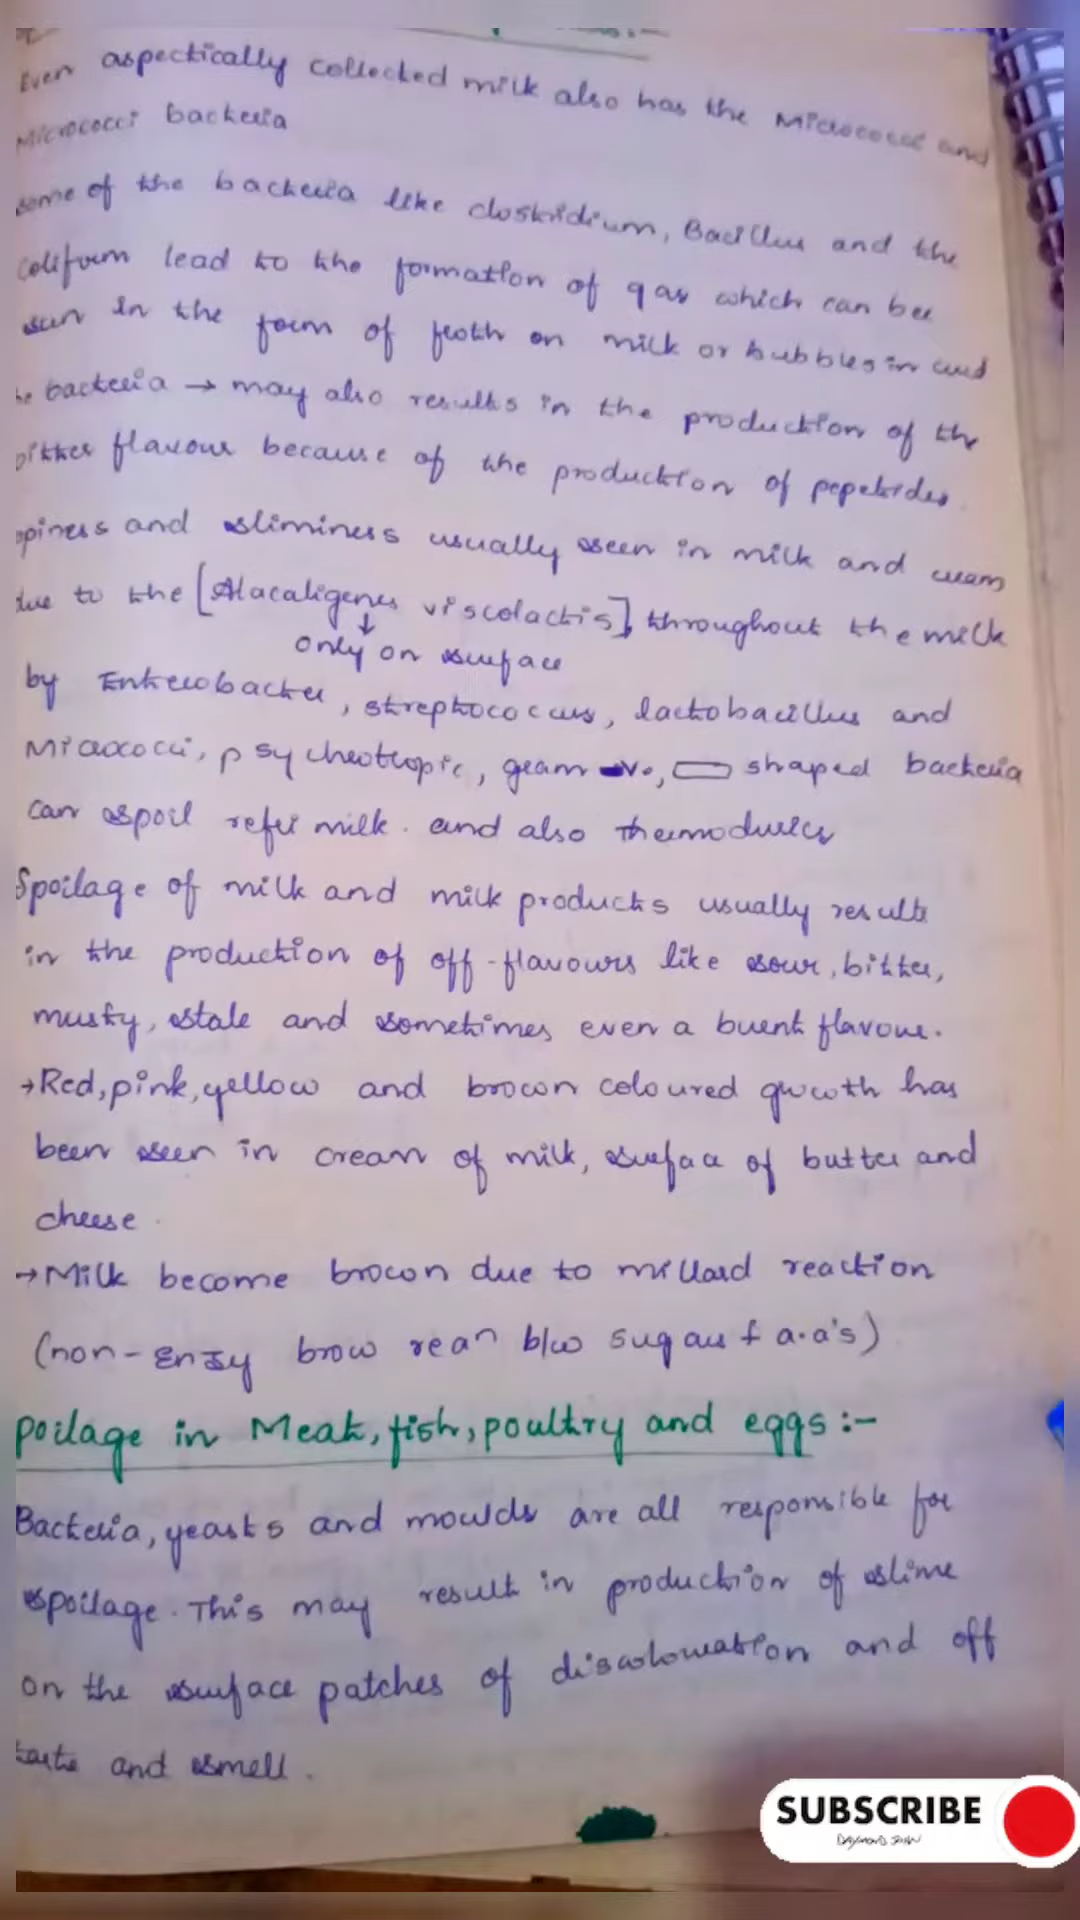 Even aspectically collected milk also has the Micrococci and
Micrococci bacteria
some of the bacteria like clostridium, Bacillus and the
coliform lead to the formation of gas which can bee
seen in the form of froth on milk or bubbles in curd
he bacteria → may also results in the production of the
bitter flavour because of the production of pepetides.
opiness and sliminess usually seen in milk and cream
due to the [Alacaligenes viscolactis], throughout the milk
↓
only on surface
by Enterobacter, streptococcus, lactobacillus and
Micrococci, psychrotropic, gram -ve, ▭ shaped bacteria
can spoil refri milk. and also thermodurics
Spoilage of milk and milk products usually results
in the production of off-flavours like sour, bitter,
musty, stale and sometimes even a burnt flavour.
→ Red, pink, yellow and brown coloured growth has
been seen in cream of milk, surface of butter and
cheese.
→ Milk become brown due to millard reaction
(non-Enzy brow rean b/w sugars & a.a's)
poilage in Meat, fish, poultry and eggs:-
Bacteria, yeasts and moulds are all responsible for
spoilage. This may result in production of slime
on the surface patches of discolouration and off
taste and smell.
SUBSCRIBE